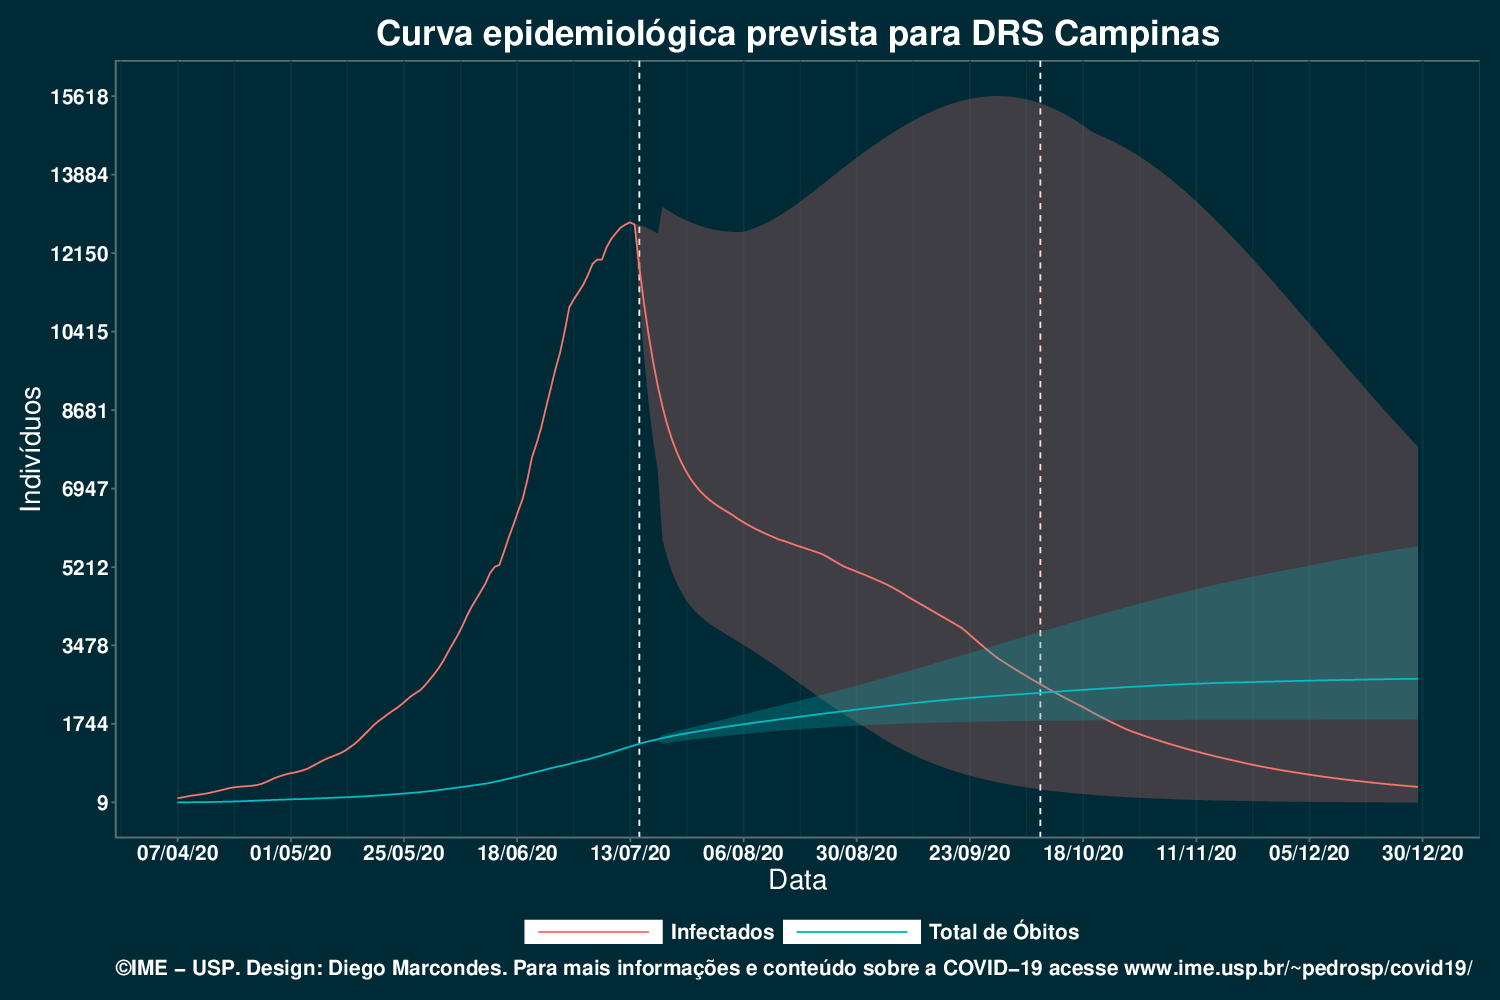 Curva epidemiológica prevista para DRS Campinas
15618
13884
12150
10415
8681
6947
5212
3478
1744
9
Indivíduos
07/04/20 01/05/20 25/05/20 18/06/20 13/07/20 06/08/20 30/08/20 23/09/20 18/10/20 11/11/20 05/12/20 30/12/20
Data
Infectados Total de Óbitos
©IME − USP. Design: Diego Marcondes. Para mais informações e conteúdo sobre a COVID−19 acesse www.ime.usp.br/~pedrosp/covid19/